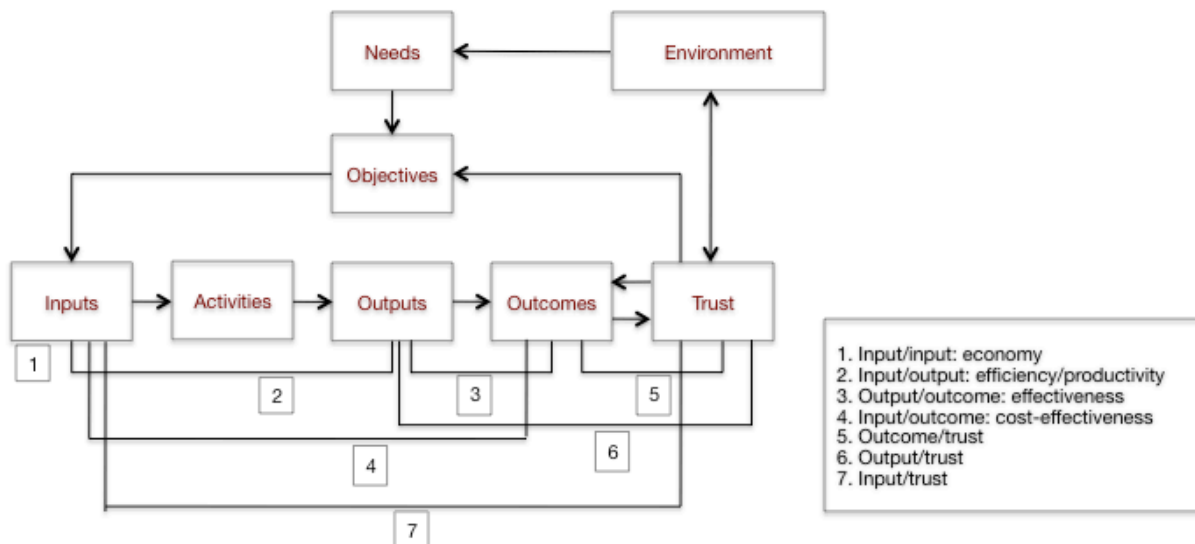 Needs
Environment
Objectives
Inputs
Activities
Outputs
Outcomes
Trust
1
2
3
5
4
6
7
1. Input/input: economy
2. Input/output: efficiency/productivity
3. Output/outcome: effectiveness
4. Input/outcome: cost-effectiveness
5. Outcome/trust
6. Output/trust
7. Input/trust